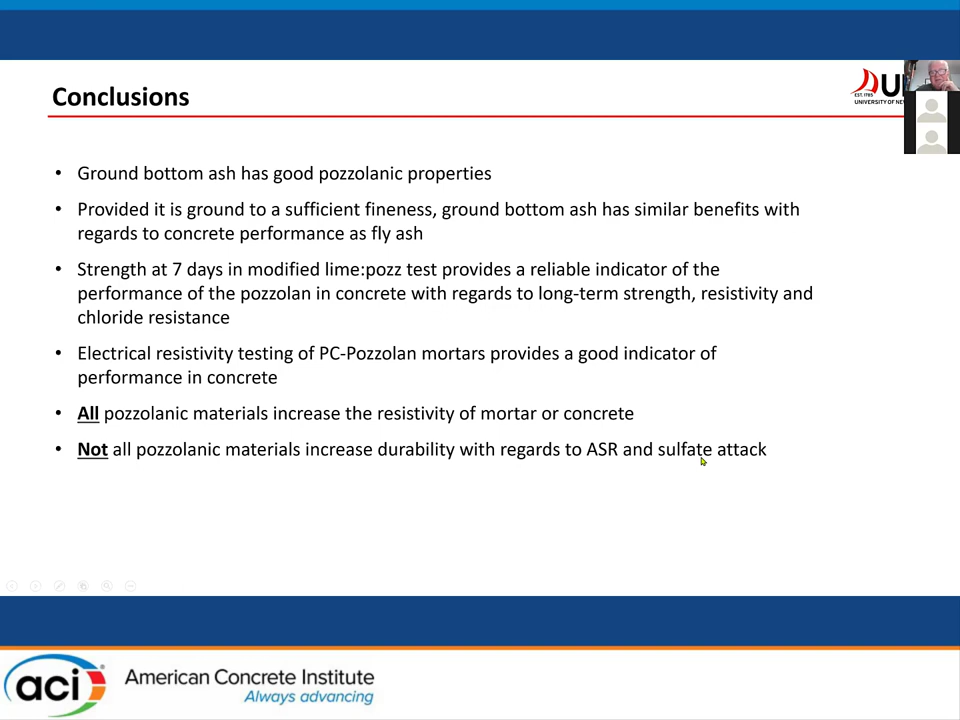 Conclusions
EST. 1785
UNIVERSITY OF
• Ground bottom ash has good pozzolanic properties
• Provided it is ground to a sufficient fineness, ground bottom ash has similar benefits with
regards to concrete performance as fly ash
• Strength at 7 days in modified lime:pozz test provides a reliable indicator of the
performance of the pozzolan in concrete with regards to long-term strength, resistivity and
chloride resistance
• Electrical resistivity testing of PC-Pozzolan mortars provides a good indicator of
performance in concrete
• All pozzolanic materials increase the resistivity of mortar or concrete
• Not all pozzolanic materials increase durability with regards to ASR and sulfate attack
aci
American Concrete Institute
Always advancing